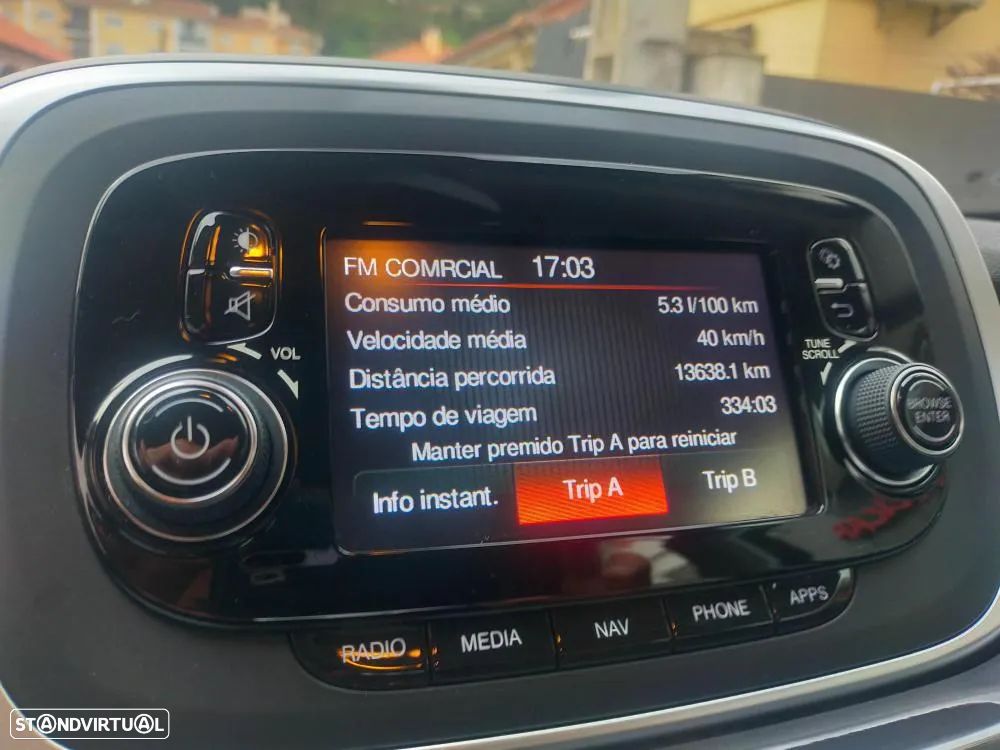 FM COMRCIAL 17:03
Consumo médio 5.3 l/100 km
Velocidade média 40 km/h
Distância percorrida 13638.1 km
Tempo de viagem 334:03
Manter premido Trip A para reiniciar
Info instant. Trip A Trip B
VOL
TUNE
SCROLL
BROWSE
ENTER
RADIO MEDIA NAV PHONE APPS
STANDVIRTUAL